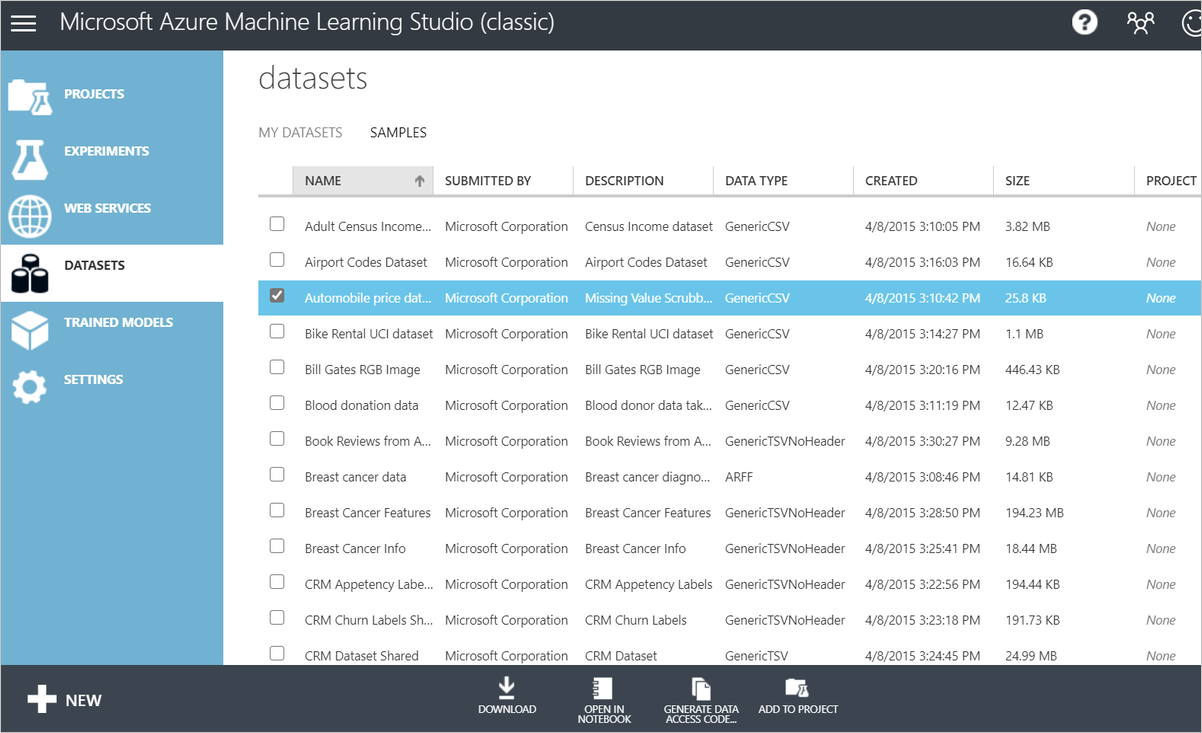 Microsoft Azure Machine Learning Studio (classic)
PROJECTS
EXPERIMENTS
WEB SERVICES
DATASETS
TRAINED MODELS
SETTINGS
datasets
MY DATASETS SAMPLES
NAME SUBMITTED BY DESCRIPTION DATA TYPE CREATED SIZE PROJECT
Adult Census Income... Microsoft Corporation Census Income dataset GenericCSV 4/8/2015 3:10:05 PM 3.82 MB None
Airport Codes Dataset Microsoft Corporation Airport Codes Dataset GenericCSV 4/8/2015 3:16:03 PM 16.64 KB None
Automobile price dat... Microsoft Corporation Missing Value Scrubb... GenericCSV 4/8/2015 3:10:42 PM 25.8 KB None
Bike Rental UCI dataset Microsoft Corporation Bike Rental UCI dataset GenericCSV 4/8/2015 3:14:27 PM 1.1 MB None
Bill Gates RGB Image Microsoft Corporation Bill Gates RGB Image GenericCSV 4/8/2015 3:20:16 PM 446.43 KB None
Blood donation data Microsoft Corporation Blood donor data tak... GenericCSV 4/8/2015 3:11:19 PM 12.47 KB None
Book Reviews from A... Microsoft Corporation Book Reviews from A... GenericTSVNoHeader 4/8/2015 3:30:27 PM 9.28 MB None
Breast cancer data Microsoft Corporation Breast cancer diagno... ARFF 4/8/2015 3:08:46 PM 14.81 KB None
Breast Cancer Features Microsoft Corporation Breast Cancer Features GenericTSVNoHeader 4/8/2015 3:28:50 PM 194.23 MB None
Breast Cancer Info Microsoft Corporation Breast Cancer Info GenericTSVNoHeader 4/8/2015 3:25:41 PM 18.44 MB None
CRM Appetency Labe... Microsoft Corporation CRM Appetency Labels GenericTSVNoHeader 4/8/2015 3:22:56 PM 194.44 KB None
CRM Churn Labels Sh... Microsoft Corporation CRM Churn Labels GenericTSVNoHeader 4/8/2015 3:23:18 PM 191.73 KB None
CRM Dataset Shared Microsoft Corporation CRM Dataset GenericTSV 4/8/2015 3:24:45 PM 24.99 MB None
NEW
DOWNLOAD
OPEN IN
NOTEBOOK
GENERATE DATA
ACCESS CODE...
ADD TO PROJECT